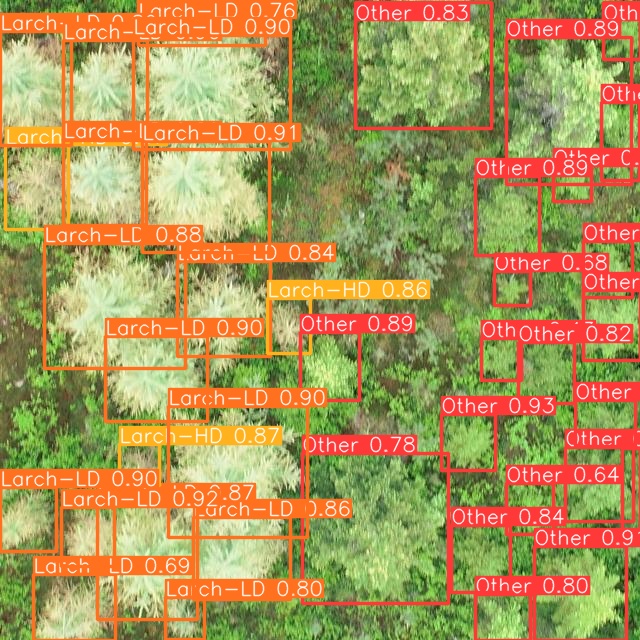 Larch-LD 0.76
Other 0.83
Larch-LD 0.90
Other 0.89
Larch-LD 0.91
Other 0.89
Larch-LD 0.88
Larch-LD 0.84
Other 0.68
Larch-HD 0.86
Larch-LD 0.90
Other 0.89
Other 0.82
Larch-LD 0.90
Other 0.93
Larch-HD 0.87
Other 0.78
Larch-LD 0.90
Other 0.64
Larch-LD 0.92
0.87
Larch-LD 0.86
Other 0.84
Other 0.91
Larch-LD 0.69
Larch-LD 0.80
Other 0.80